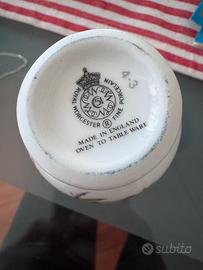 4-3
ROYAL WORCESTER FINE PORCELAIN
®
MADE IN ENGLAND
OVEN TO TABLE WARE
subito